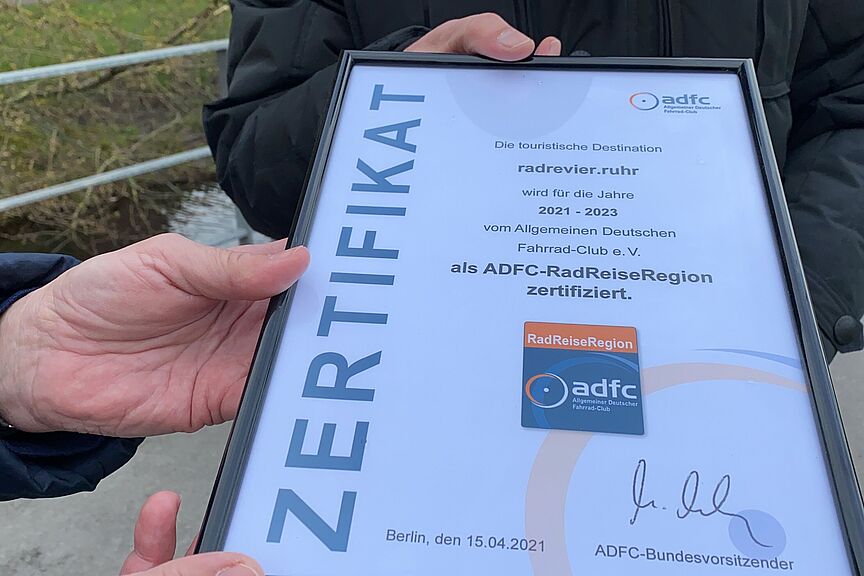 ZERTIFIKAT
adfc
Allgemeiner Deutscher
Fahrrad-Club
Die touristische Destination
radrevier.ruhr
wird für die Jahre
2021 - 2023
vom Allgemeinen Deutschen
Fahrrad-Club e.V.
als ADFC-RadReiseRegion
zertifiziert.
RadReiseRegion
adfc
Allgemeiner Deutscher
Fahrrad-Club
Berlin, den 15.04.2021
ADFC-Bundesvorsitzender